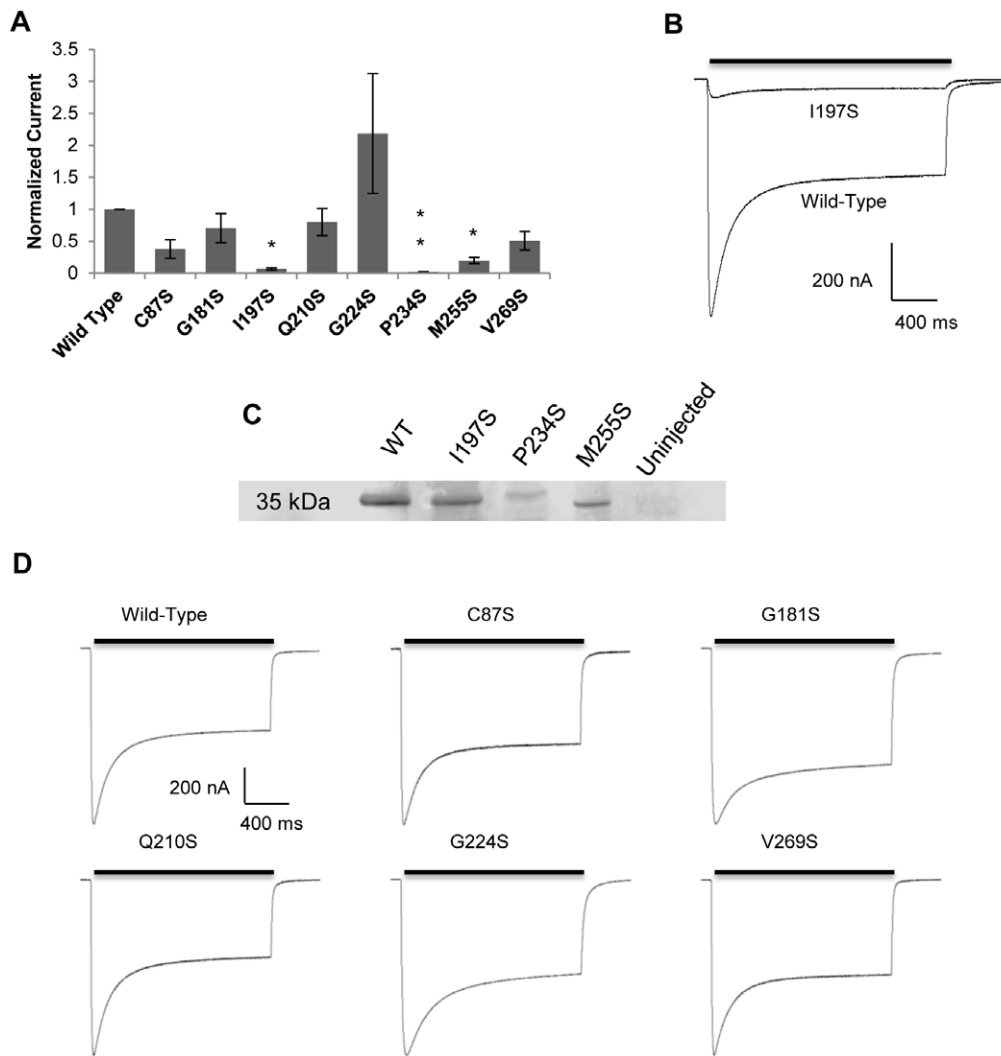 A
Normalized Current
3.5
3
2.5
2
1.5
1
0.5
0
*
*
*
*
Wild Type
C87S
G181S
I197S
Q210S
G224S
P234S
M255S
V269S
B
I197S
Wild-Type
200 nA
400 ms
C
WT
I197S
P234S
M255S
Uninjected
35 kDa
D
Wild-Type
C87S
G181S
200 nA
400 ms
Q210S
G224S
V269S